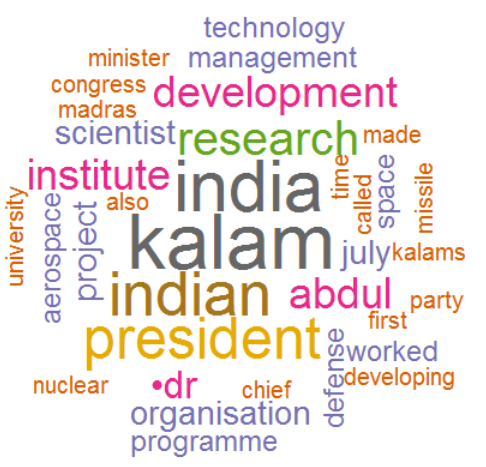 technology
minister management
congress development
madras
scientist research made
institute india time called space missile
university aerospace project also kalam july kalams
indian abdul party
president first
defense worked
nuclear •dr chief developing
organisation
programme